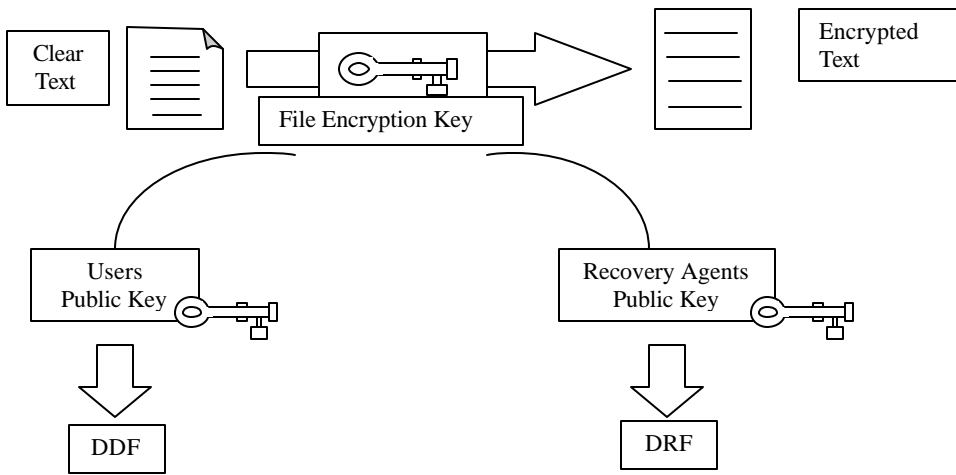 Clear
Text
File Encryption Key
Encrypted
Text
Users
Public Key
Recovery Agents
Public Key
DDF
DRF